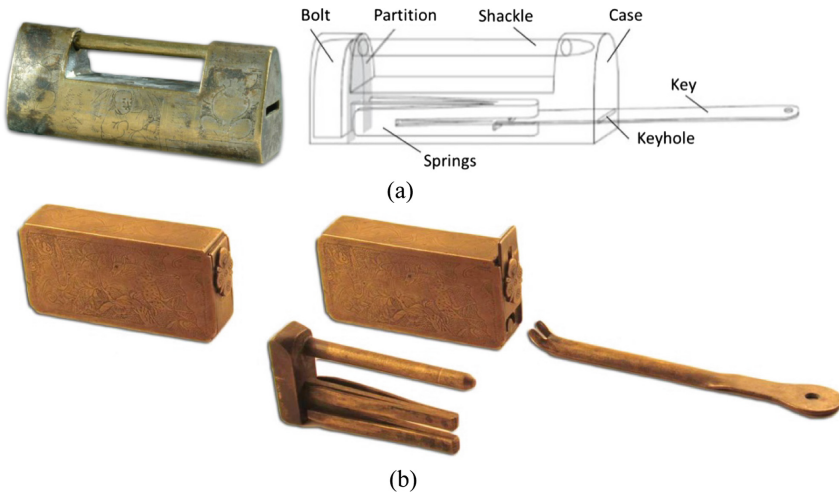 Bolt Partition Shackle Case
Key
Keyhole
Springs
(a)
(b)